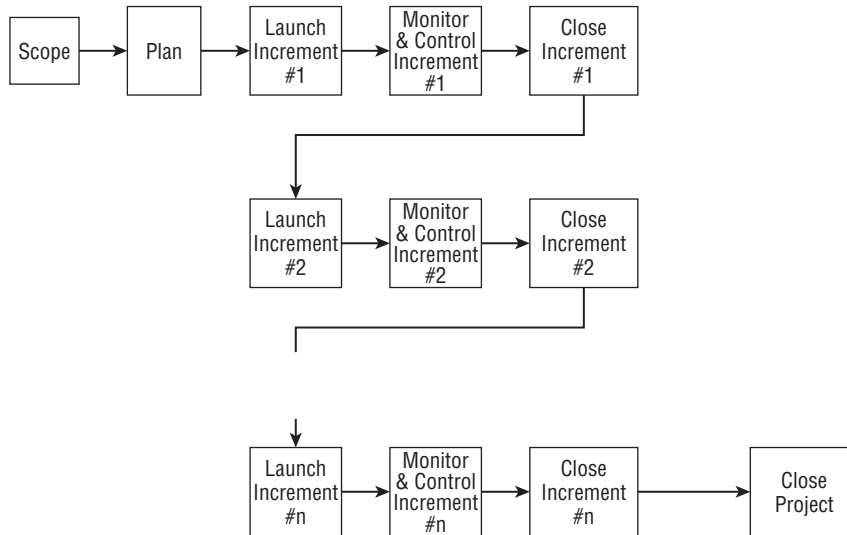 Scope
Plan
Launch
Increment
#1
Monitor
& Control
Increment
#1
Close
Increment
#1
Launch
Increment
#2
Monitor
& Control
Increment
#2
Close
Increment
#2
Launch
Increment
#n
Monitor
& Control
Increment
#n
Close
Increment
#n
Close
Project